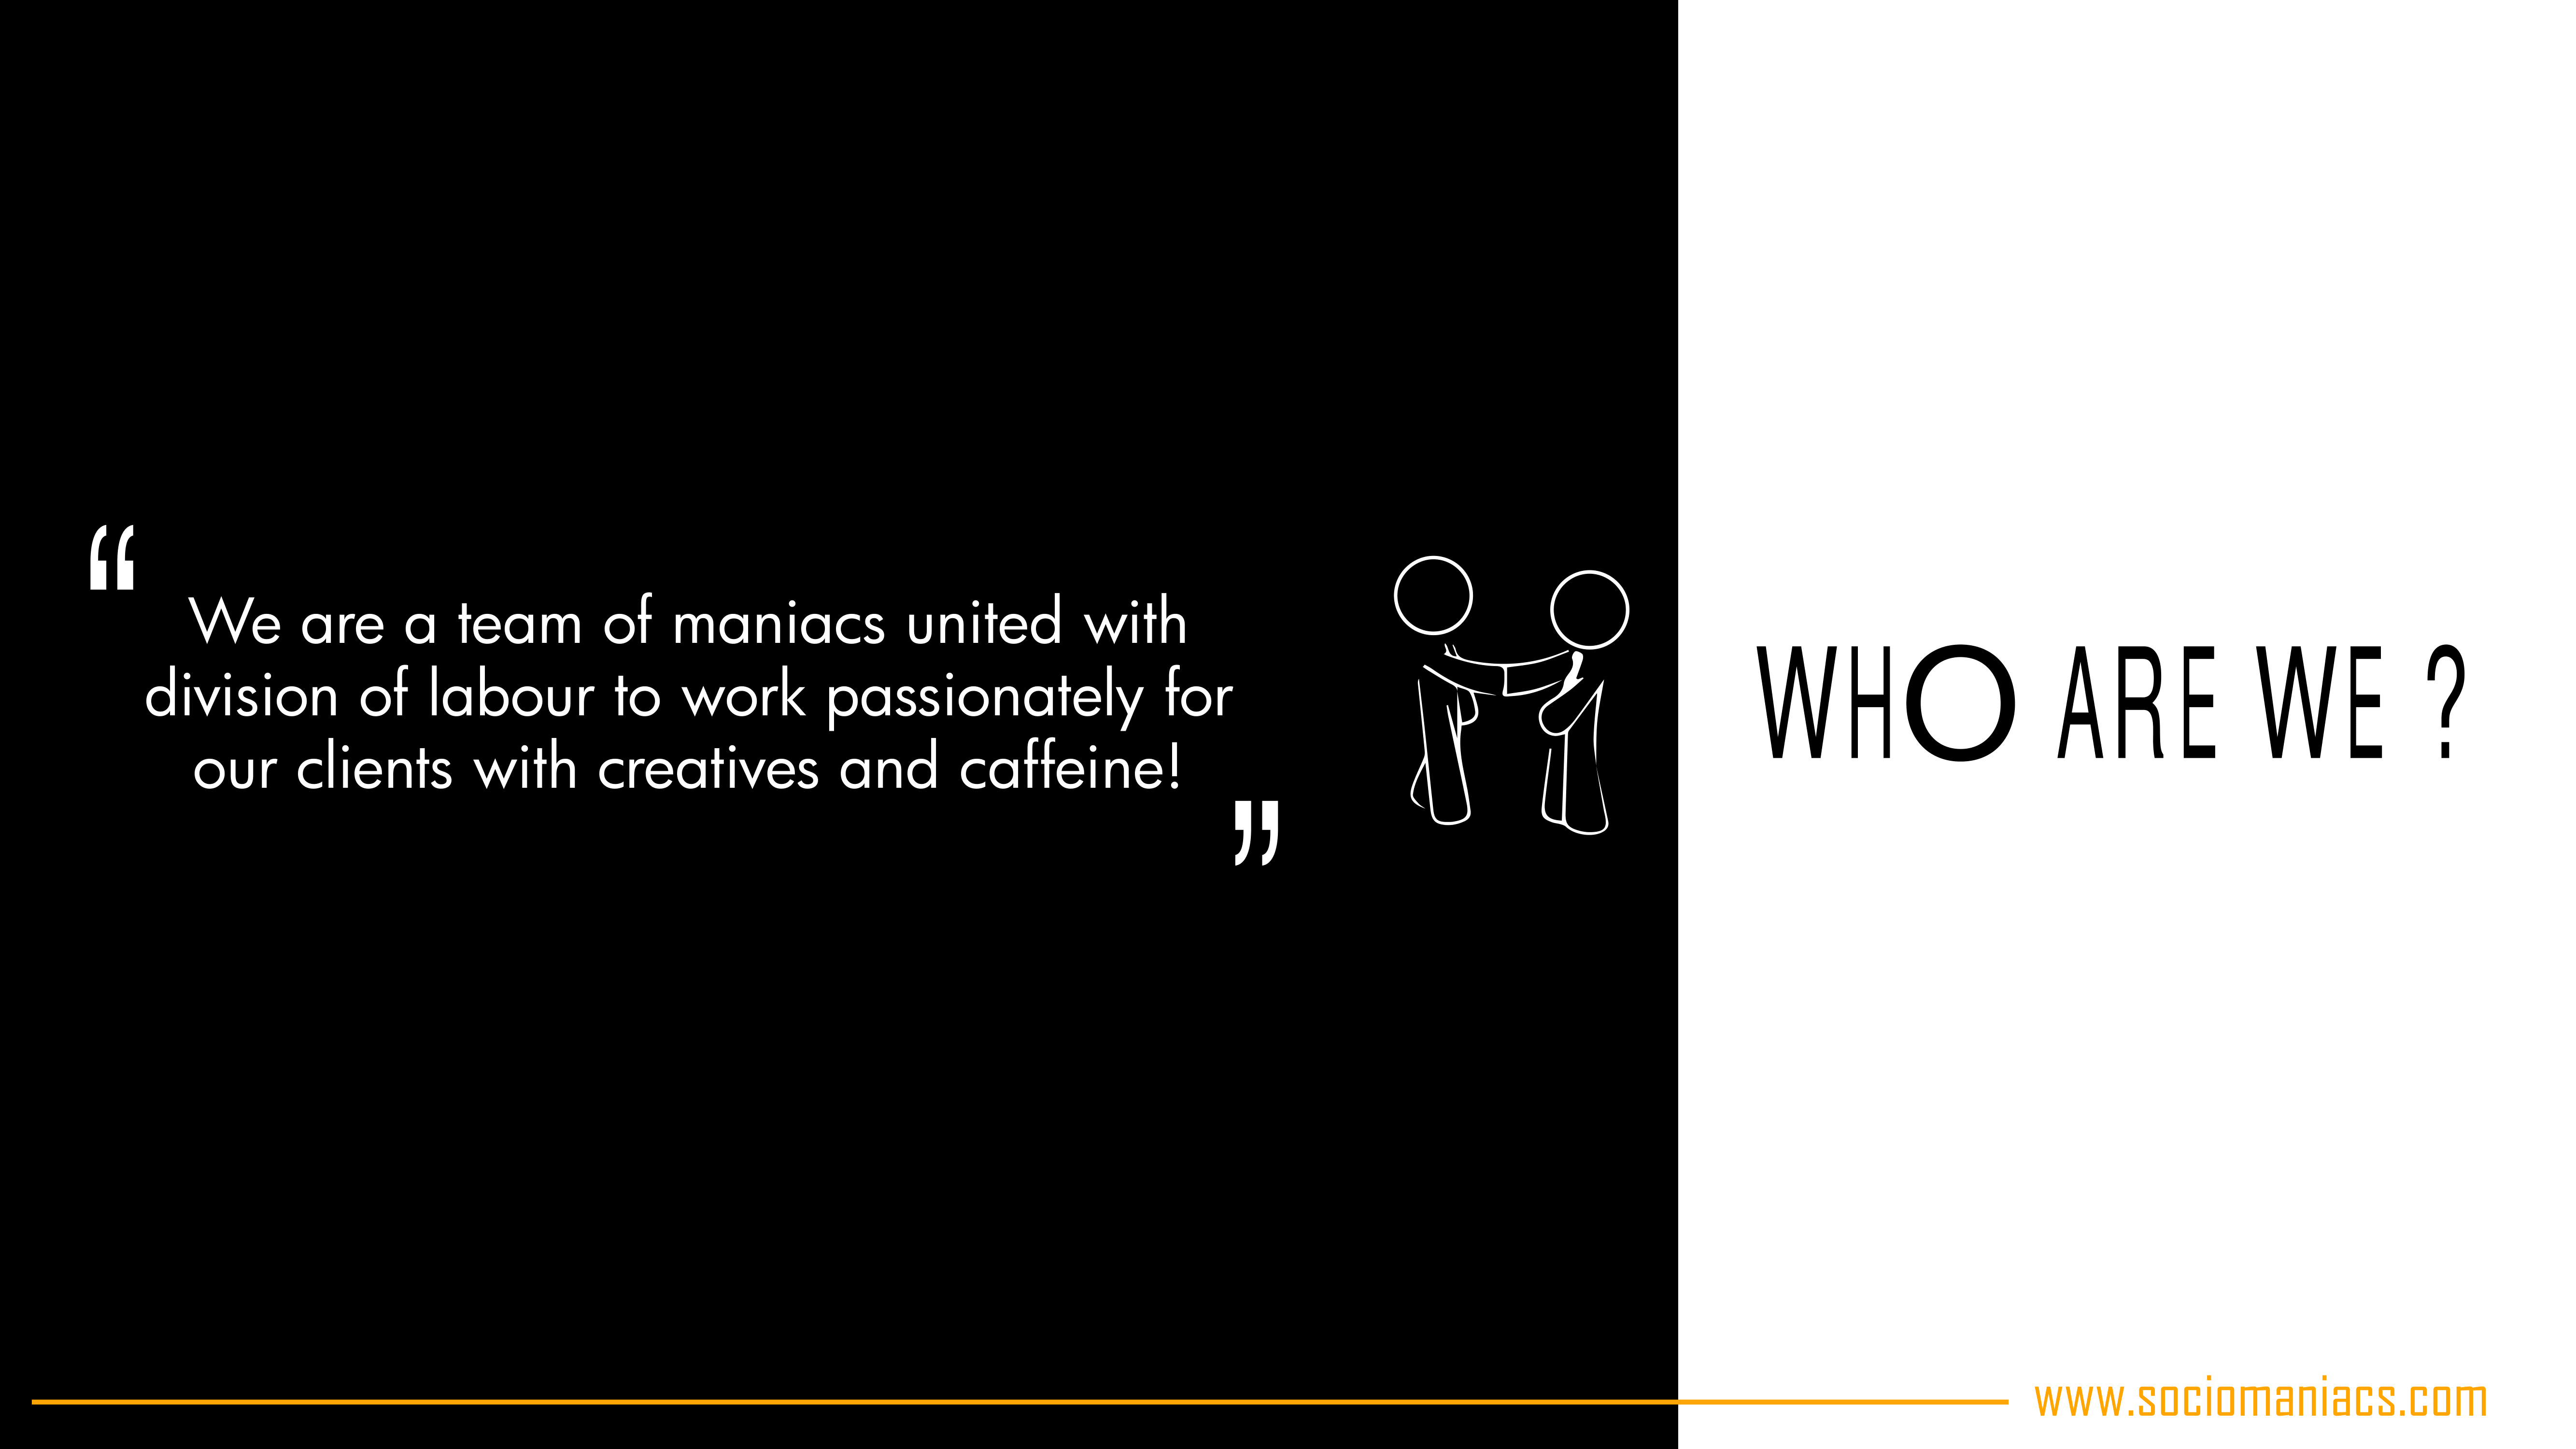 “
We are a team of maniacs united with
division of labour to work passionately for
our clients with creatives and caffeine!
”
WHO ARE WE ?
www.sociomaniacs.com